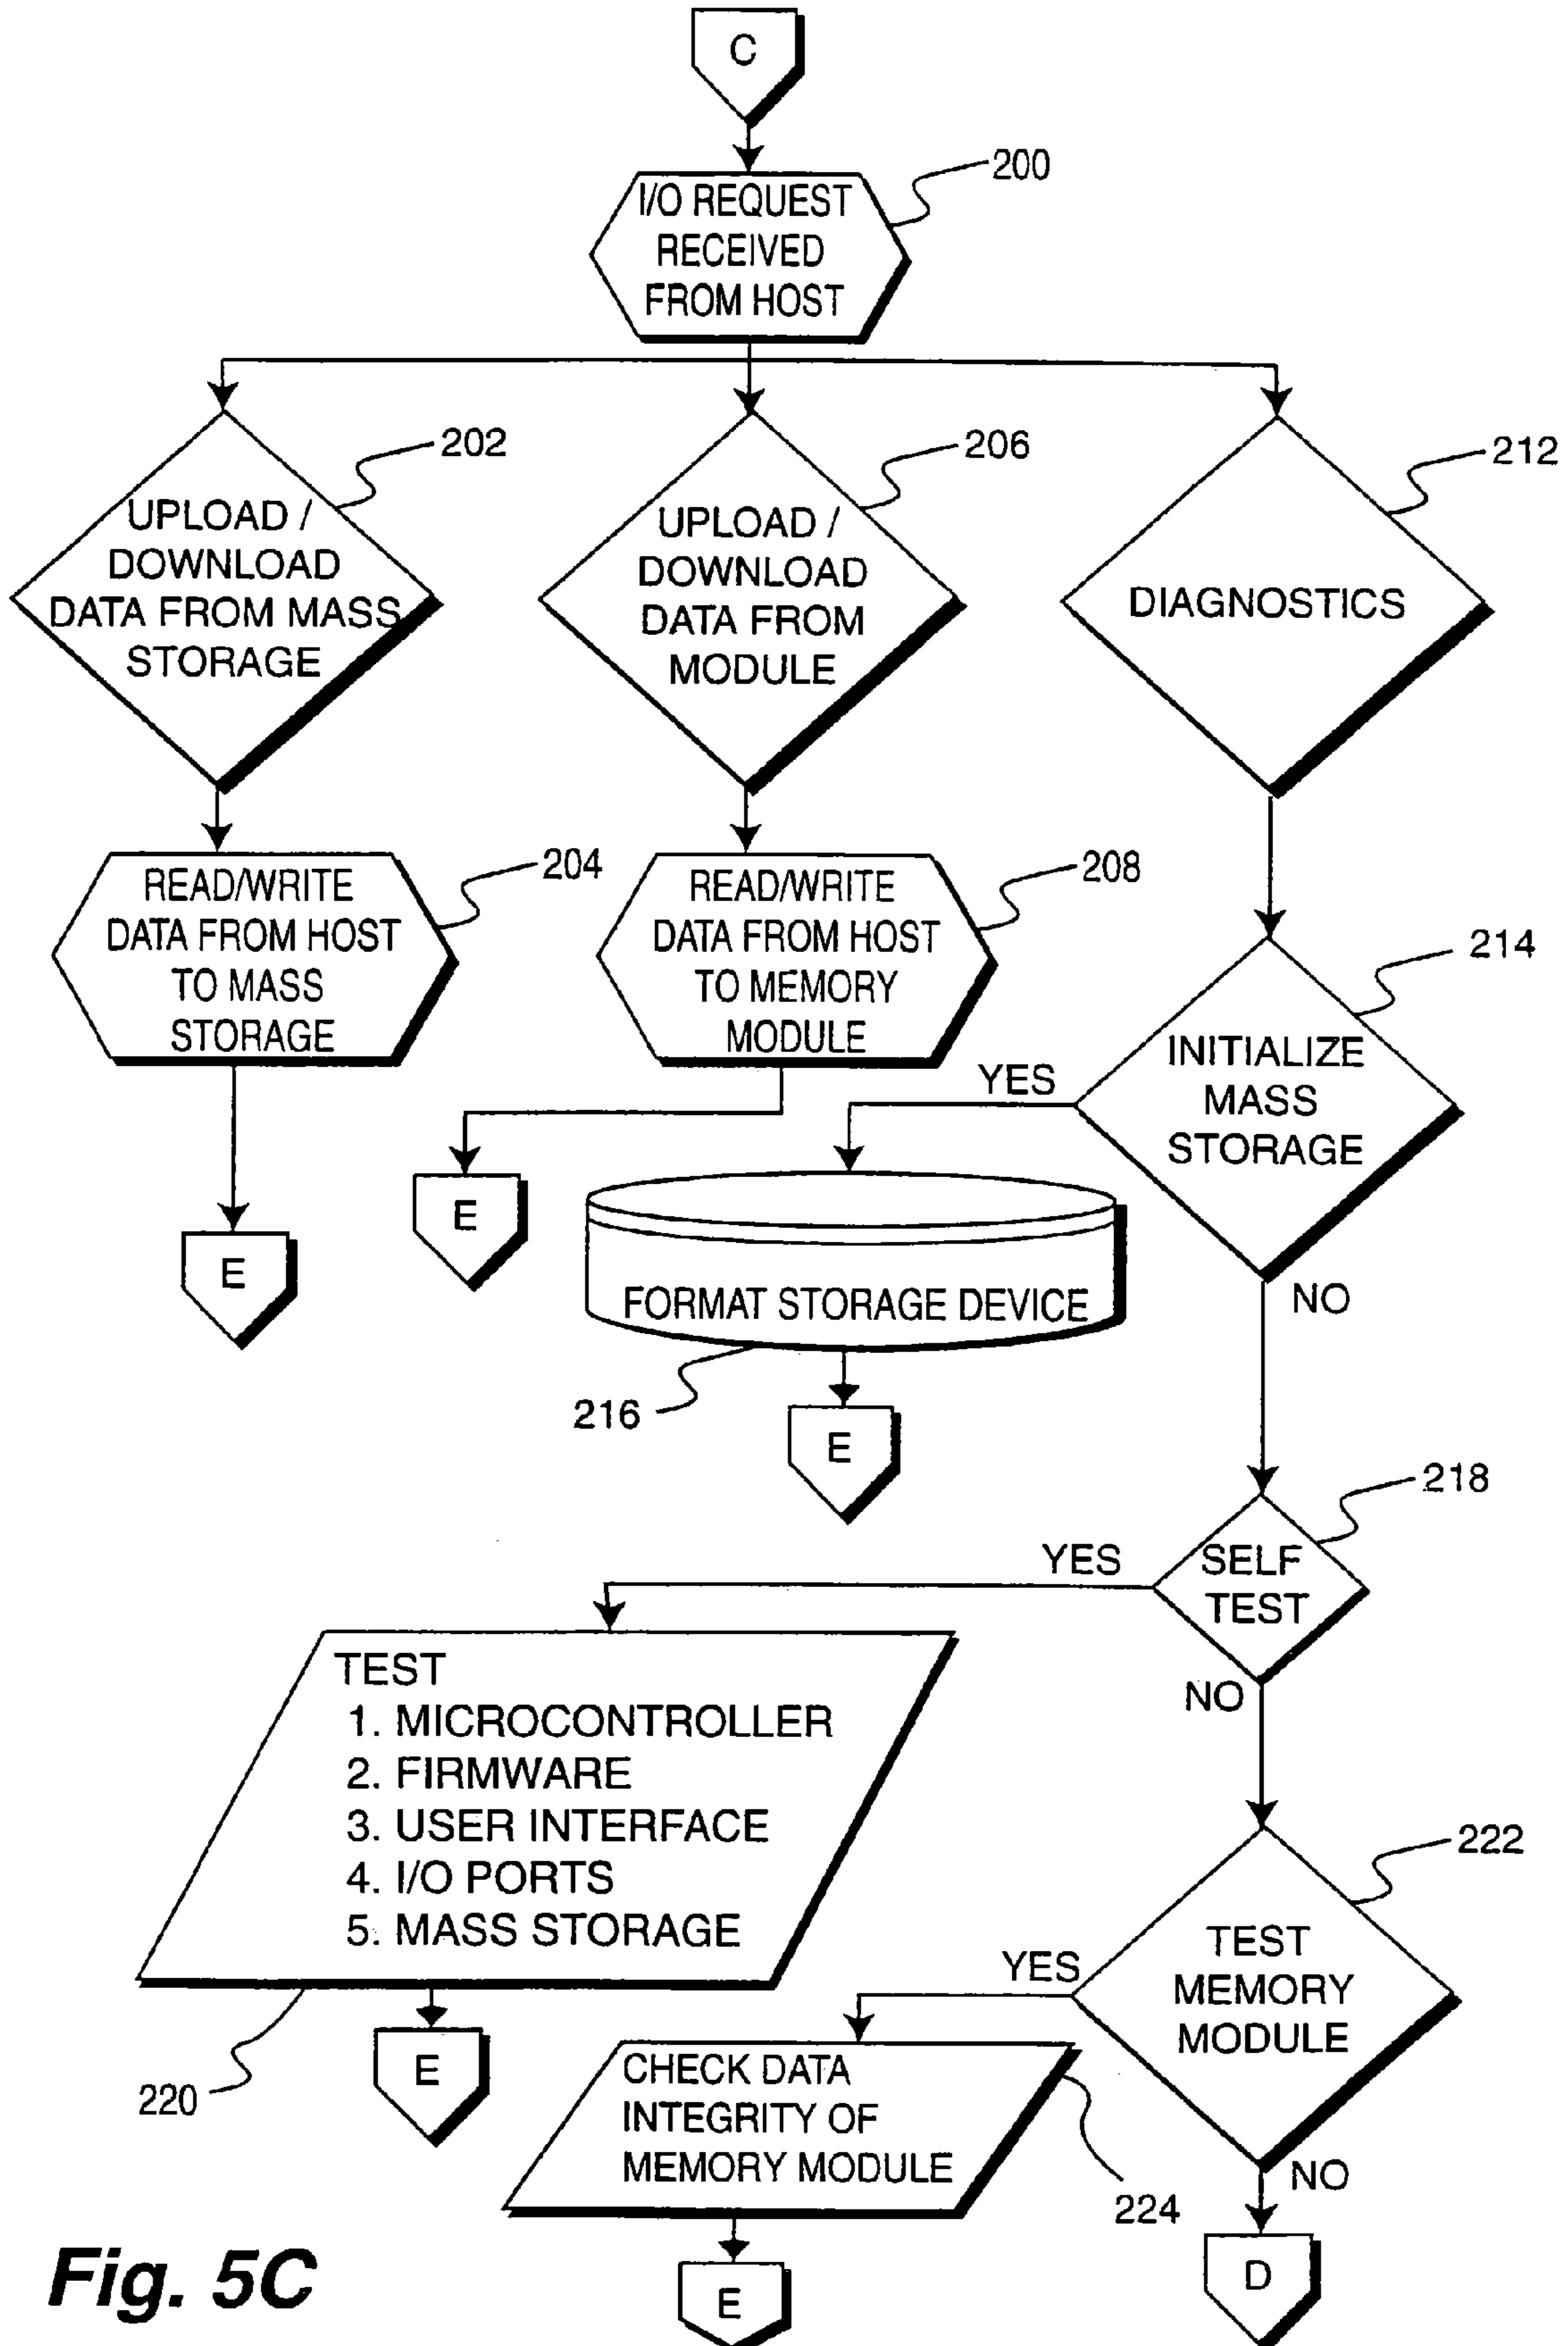 C
200
I/O REQUEST
RECEIVED
FROM HOST
202
UPLOAD /
DOWNLOAD
DATA FROM MASS
STORAGE
206
UPLOAD /
DOWNLOAD
DATA FROM
MODULE
212
DIAGNOSTICS
204
READ/WRITE
DATA FROM HOST
TO MASS
STORAGE
E
208
READ/WRITE
DATA FROM HOST
TO MEMORY
MODULE
E
214
INITIALIZE
MASS
STORAGE
YES
NO
FORMAT STORAGE DEVICE
216
E
218
SELF
TEST
YES
NO
TEST
1. MICROCONTROLLER
2. FIRMWARE
3. USER INTERFACE
4. I/O PORTS
5. MASS STORAGE
220
E
222
TEST
MEMORY
MODULE
YES
NO
CHECK DATA
INTEGRITY OF
MEMORY MODULE
224
E
D
Fig. 5C